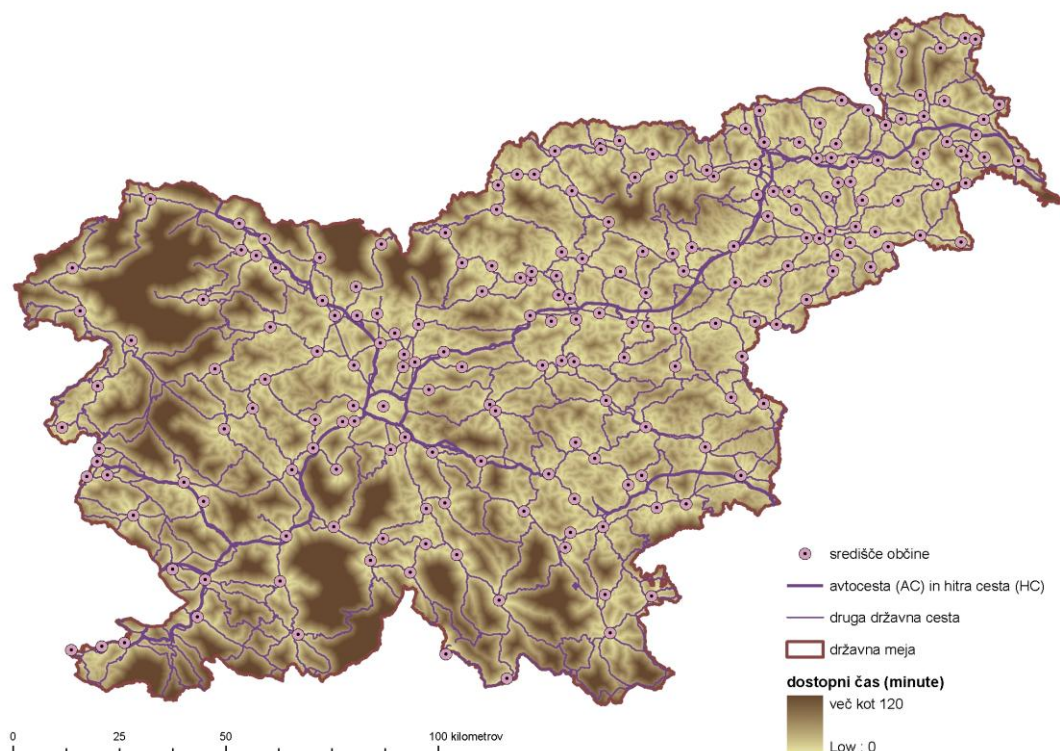 središče občine
avtocesta (AC) in hitra cesta (HC)
druga državna cesta
državna meja
dostopni čas (minute)
več kot 120
Low : 0
0 25 50 100 kilometrov